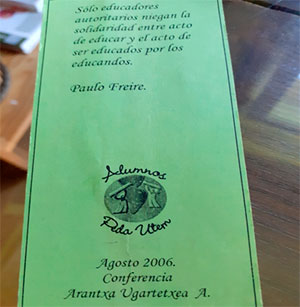 Sólo educadores
autoritarios niegan la
solidaridad entre acto
de educar y el acto de
ser educados por los
educandos.
Paulo Freire.
Alumnos
Peda Utem
Agosto 2006.
Conferencia
Arantxa Ugartetxea A.